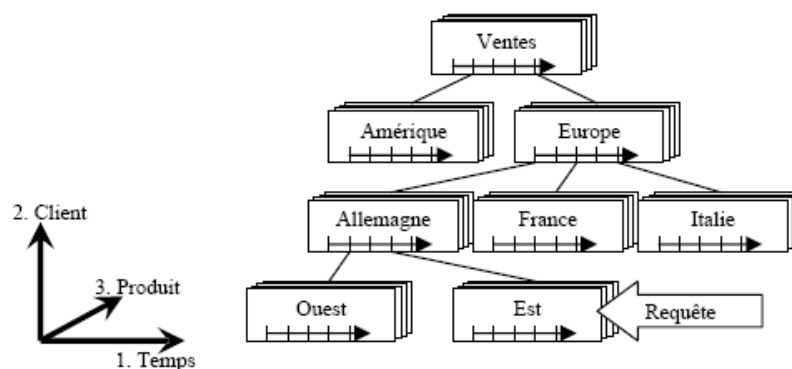 Ventes
Amérique
Europe
2. Client
Allemagne
France
Italie
3. Produit
Ouest
Est
Requête
1. Temps